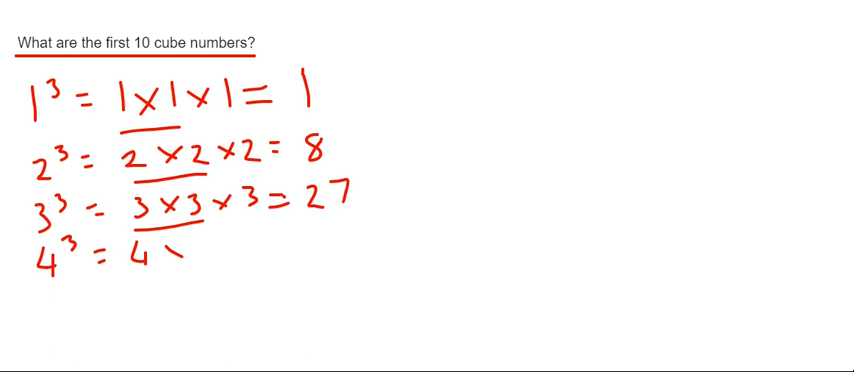 What are the first 10 cube numbers?
1³ = 1×1×1 = 1
2³ = 2×2×2 = 8
3³ = 3×3×3 = 27
4³ = 4 \